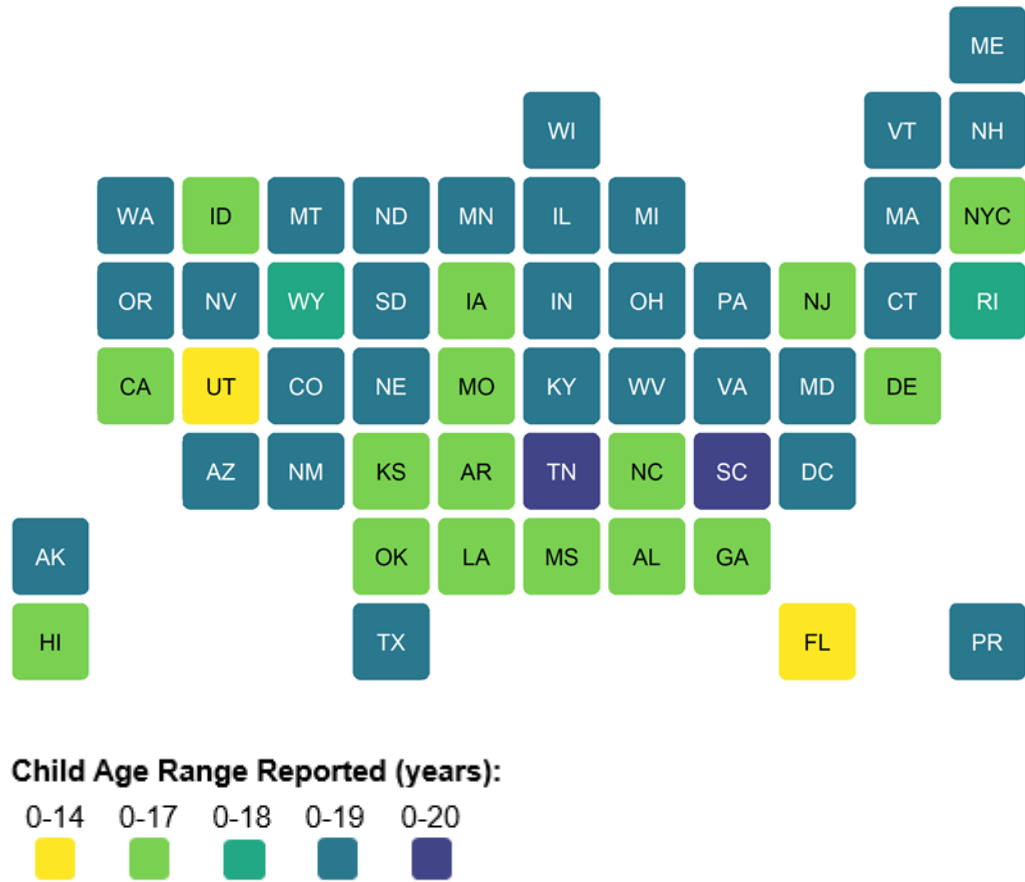 ME
WI VT NH
WA ID MT ND MN IL MI MA NYC
OR NV WY SD IA IN OH PA NJ CT RI
CA UT CO NE MO KY WV VA MD DE
AZ NM KS AR TN NC SC DC
AK OK LA MS AL GA
HI TX FL PR
Child Age Range Reported (years):
0-14 0-17 0-18 0-19 0-20